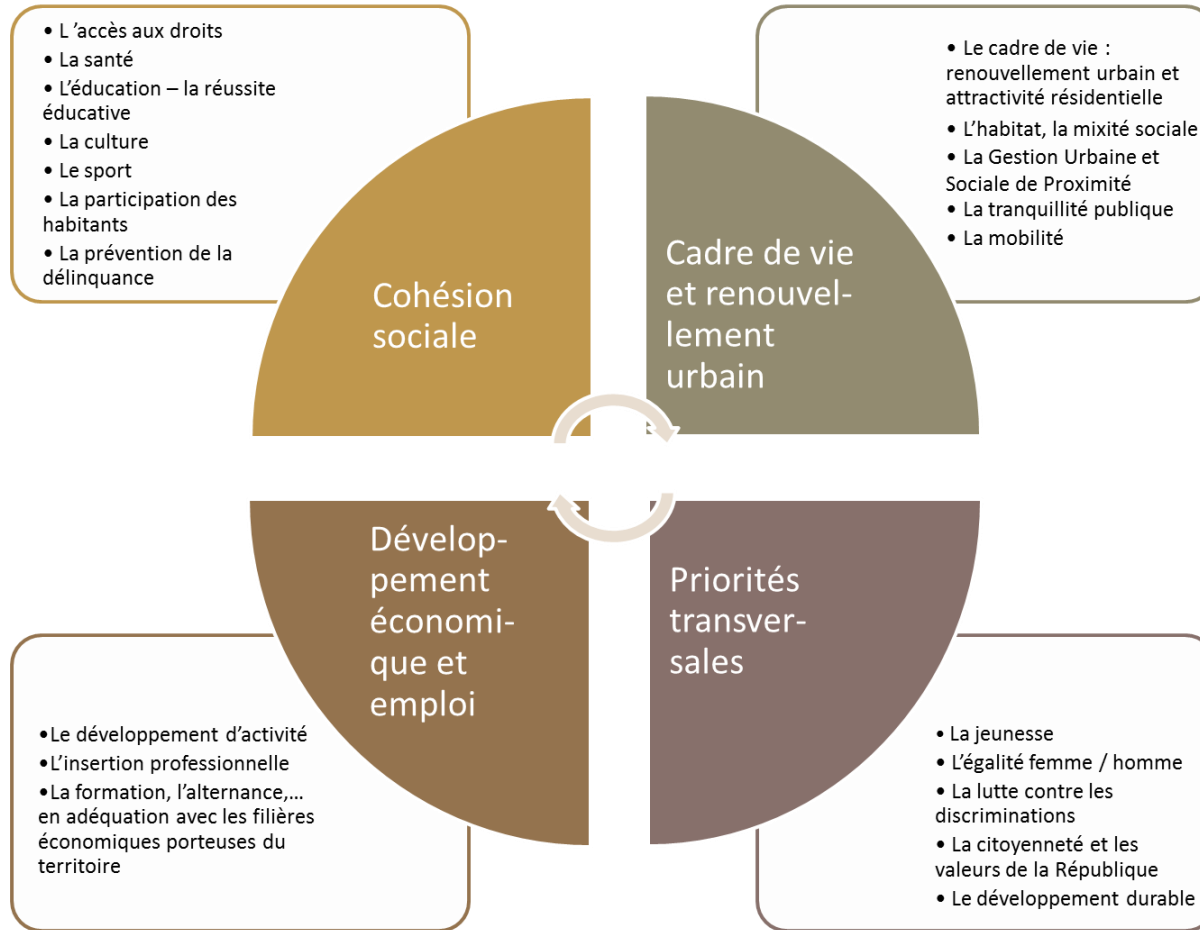 • L 'accès aux droits
• La santé
• L'éducation – la réussite
éducative
• La culture
• Le sport
• La participation des
habitants
• La prévention de la
délinquance
Cohésion
sociale
• Le cadre de vie :
renouvellement urbain et
attractivité résidentielle
• L'habitat, la mixité sociale
• La Gestion Urbaine et
Sociale de Proximité
• La tranquillité publique
• La mobilité
Cadre de vie
et renouvel-
lement
urbain
Dévelop-
pement
économi-
que et
emploi
•Le développement d'activité
•L'insertion professionnelle
•La formation, l'alternance,...
en adéquation avec les filières
économiques porteuses du
territoire
Priorités
transver-
sales
• La jeunesse
• L'égalité femme / homme
• La lutte contre les
discriminations
• La citoyenneté et les
valeurs de la République
• Le développement durable